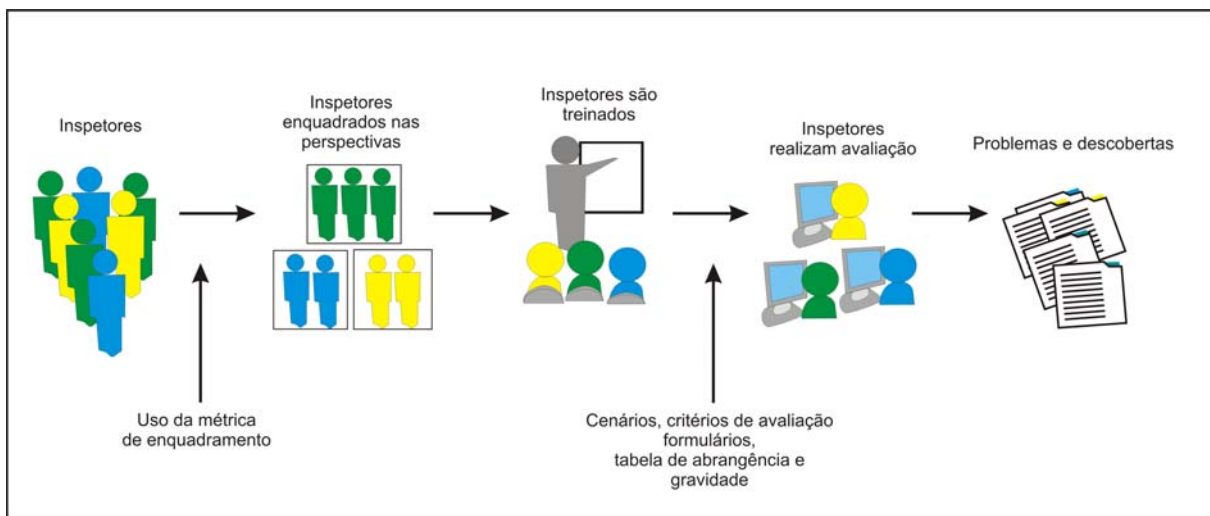 Inspetores
Inspetores
enquadrados nas
perspectivas
Inspetores são
treinados
Inspetores
realizam avaliação
Problemas e descobertas
Uso da métrica
de enquadramento
Cenários, critérios de avaliação
formulários,
tabela de abrangência e
gravidade